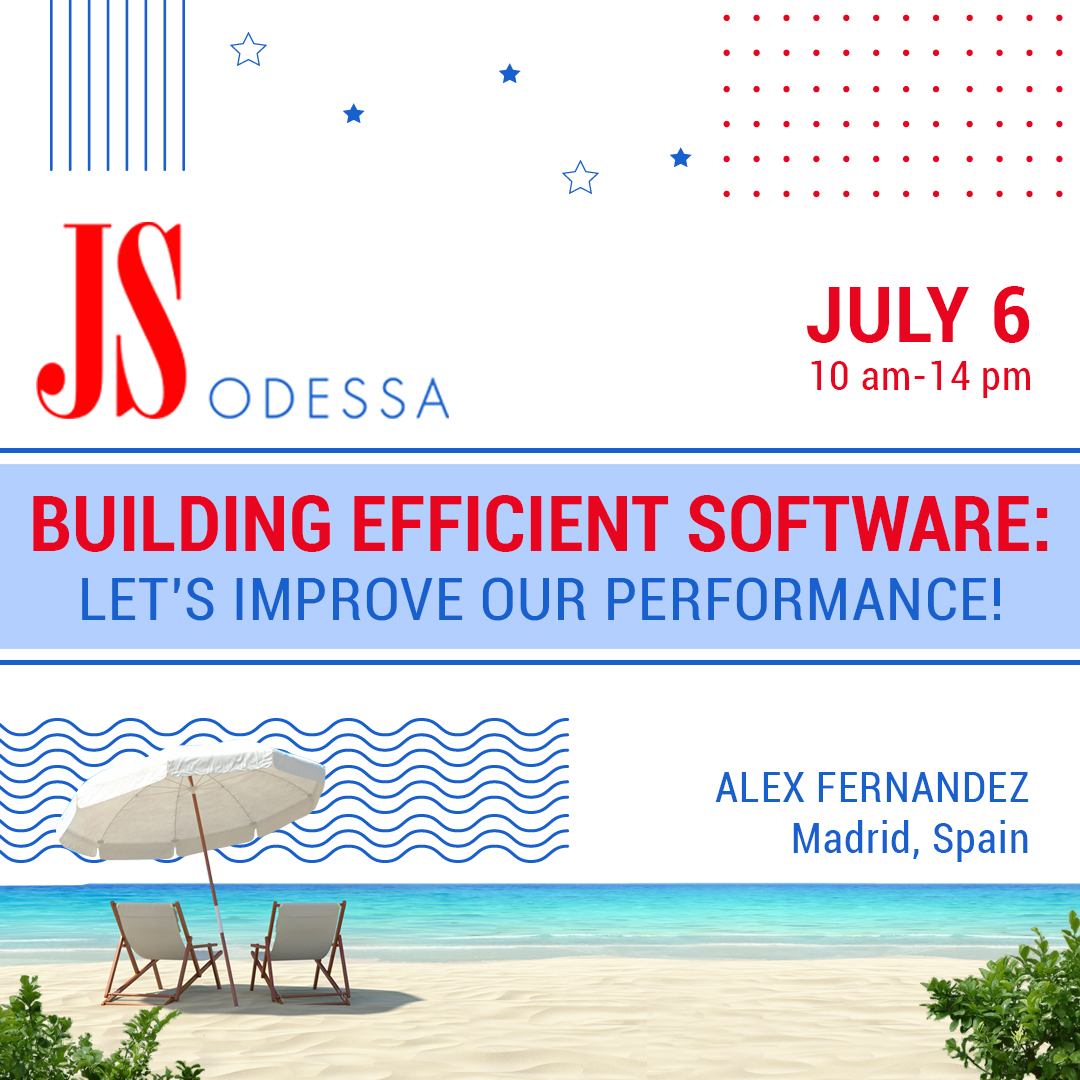 JS ODESSA
JULY 6
10 am-14 pm
BUILDING EFFICIENT SOFTWARE:
LET'S IMPROVE OUR PERFORMANCE!
ALEX FERNANDEZ
Madrid, Spain